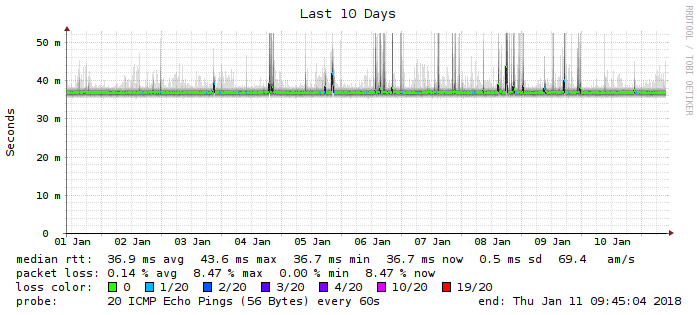 Last 10 Days
RRDTOOL / TOBI OETIKER
Seconds
50 m
40 m
30 m
20 m
10 m
0
01 Jan 02 Jan 03 Jan 04 Jan 05 Jan 06 Jan 07 Jan 08 Jan 09 Jan 10 Jan
median rtt: 36.9 ms avg 43.6 ms max 36.7 ms min 36.7 ms now 0.5 ms sd 69.4 am/s
packet loss: 0.14 % avg 8.47 % max 0.00 % min 8.47 % now
loss color: 0 1/20 2/20 3/20 4/20 10/20 19/20
probe: 20 ICMP Echo Pings (56 Bytes) every 60s end: Thu Jan 11 09:45:04 2018